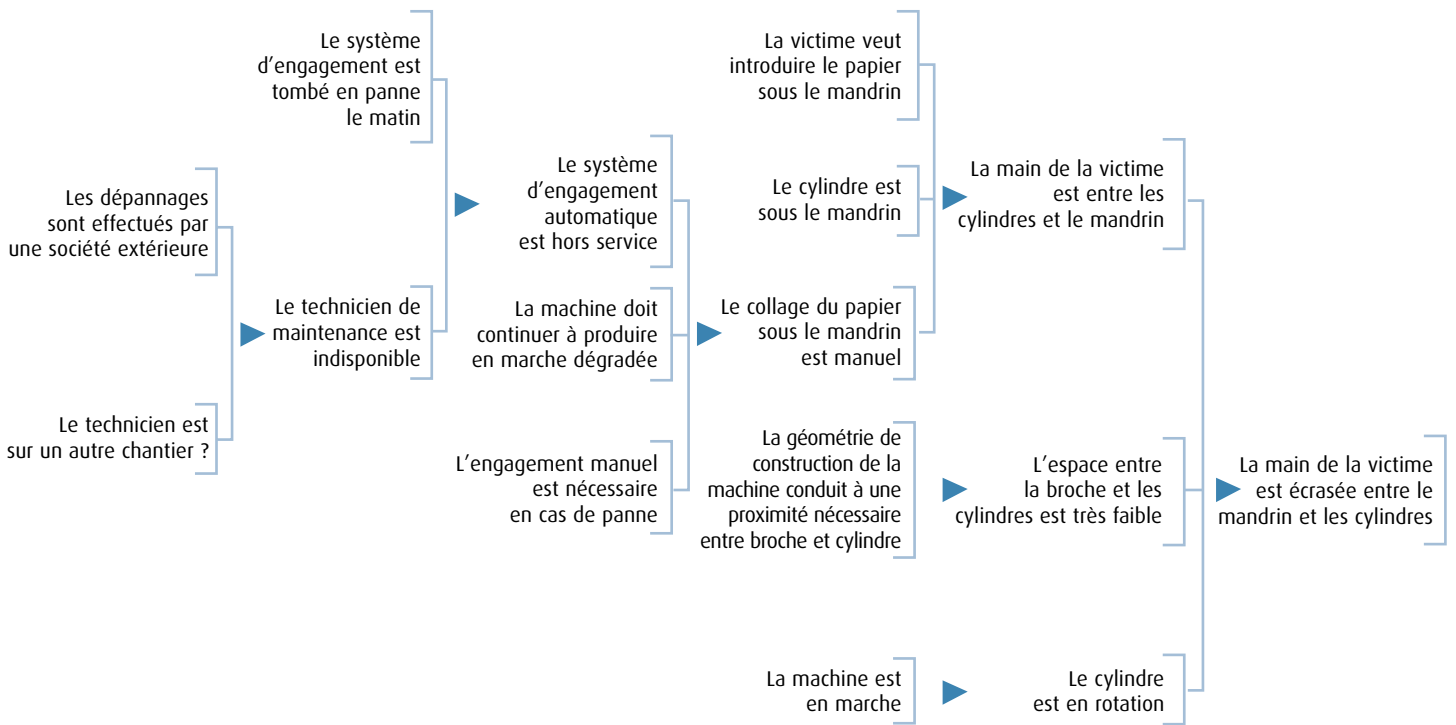 Le système
d'engagement est
tombé en panne
le matin
La victime veut
introduire le papier
sous le mandrin
Les dépannages
sont effectués par
une société extérieure
Le système
d'engagement
automatique
est hors service
Le cylindre est
sous le mandrin
La main de la victime
est entre les
cylindres et le mandrin
Le technicien de
maintenance est
indisponible
La machine doit
continuer à produire
en marche dégradée
Le collage du papier
sous le mandrin
est manuel
Le technicien est
sur un autre chantier ?
L'engagement manuel
est nécessaire
en cas de panne
La géométrie de
construction de la
machine conduit à une
proximité nécessaire
entre broche et cylindre
L'espace entre
la broche et les
cylindres est très faible
La main de la victime
est écrasée entre le
mandrin et les cylindres
La machine est
en marche
Le cylindre
est en rotation